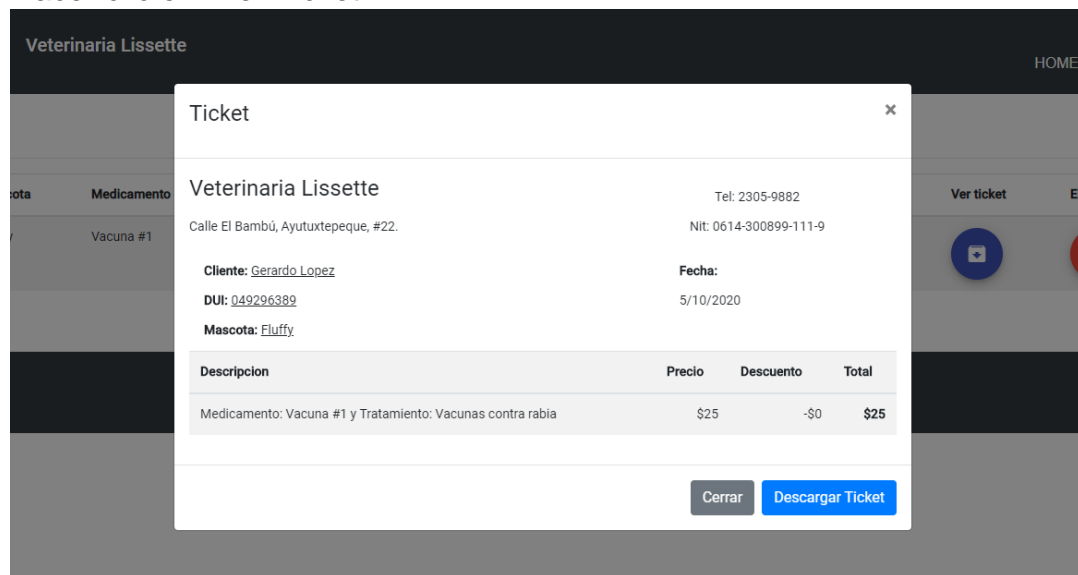 Veterinaria Lissette
HOME
Ticket
×
cota Medicamento
Ver ticket E
Vacuna #1
Veterinaria Lissette
Tel: 2305-9882
Calle El Bambú, Ayutuxtepeque, #22.
Nit: 0614-300899-111-9
Cliente: Gerardo Lopez
Fecha:
DUI: 049296389
5/10/2020
Mascota: Fluffy
Descripcion Precio Descuento Total
Medicamento: Vacuna #1 y Tratamiento: Vacunas contra rabia $25 -$0 $25
Cerrar Descargar Ticket